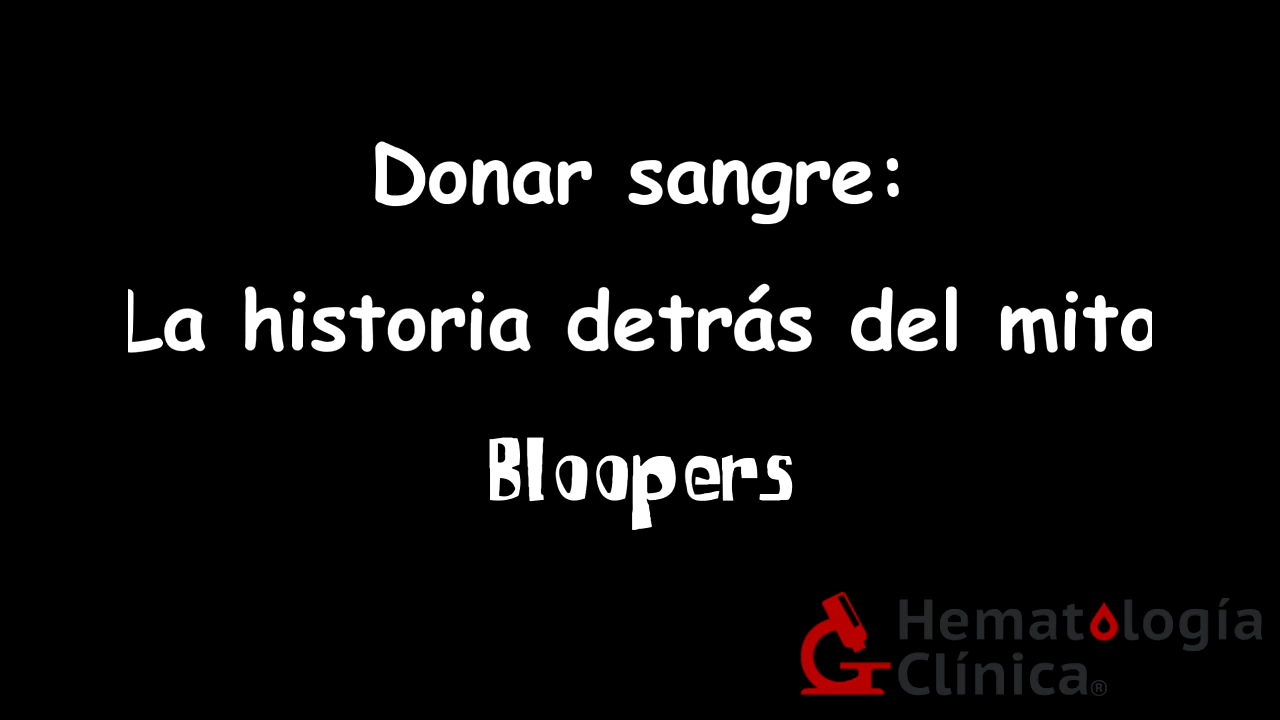 Donar sangre:
La historia detrás del mito
Bloopers
Hematología
Clínica®